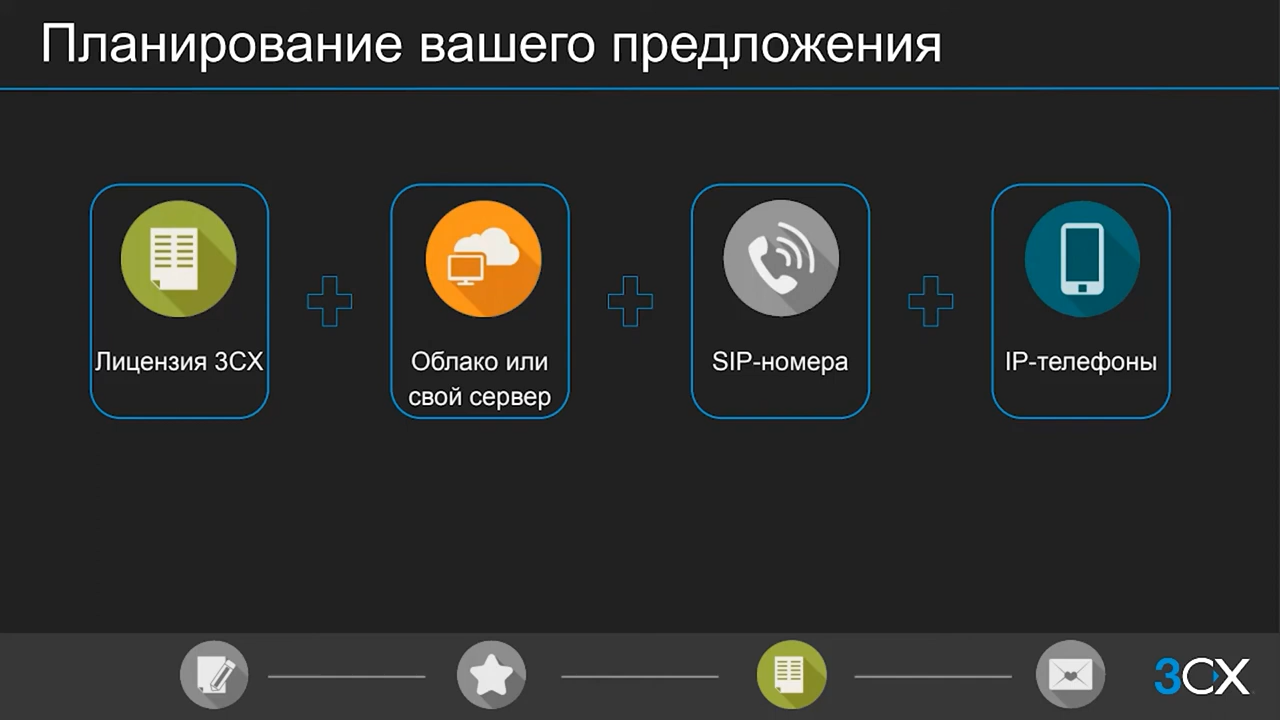 Планирование вашего предложения
Лицензия 3CX
Облако или
свой сервер
SIP-номера
IP-телефоны
3CX